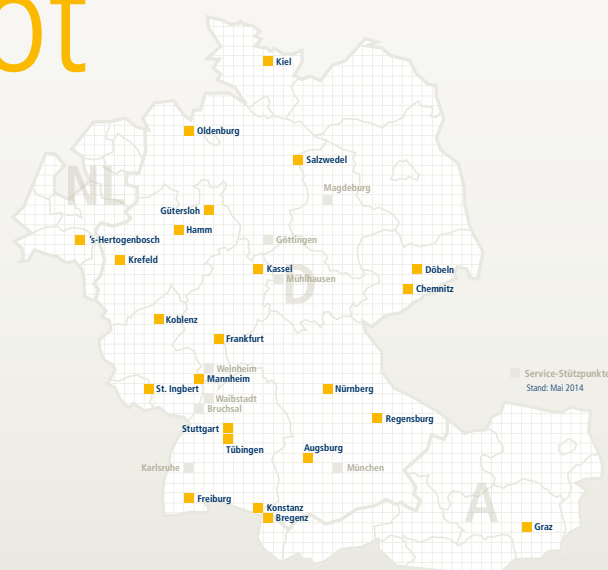 bt
Kiel
Oldenburg
Salzwedel
Magdeburg
NL
Gütersloh
Hamm
's-Hertogenbosch
Göttingen
Krefeld
Kassel
Döbeln
Mühlhausen
D
Chemnitz
Koblenz
Frankfurt
Weinheim
Mannheim
Service-Stützpunkte
St. Ingbert
Nürnberg
Stand: Mai 2014
Waibstadt
Bruchsal
Regensburg
Stuttgart
Tübingen
Augsburg
Karlsruhe
München
Freiburg
A
Konstanz
Bregenz
Graz